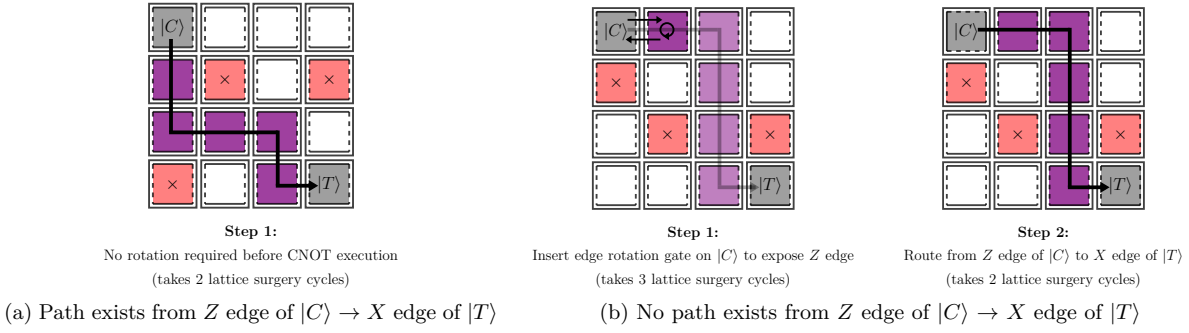 |C⟩
×
×
×
|T⟩
Step 1:
No rotation required before CNOT execution
(takes 2 lattice surgery cycles)
(a) Path exists from Z edge of |C⟩ → X edge of |T⟩
|C⟩
×
×
×
|T⟩
Step 1:
Insert edge rotation gate on |C⟩ to expose Z edge
(takes 3 lattice surgery cycles)
|C⟩
×
×
×
|T⟩
Step 2:
Route from Z edge of |C⟩ to X edge of |T⟩
(takes 2 lattice surgery cycles)
(b) No path exists from Z edge of |C⟩ → X edge of |T⟩